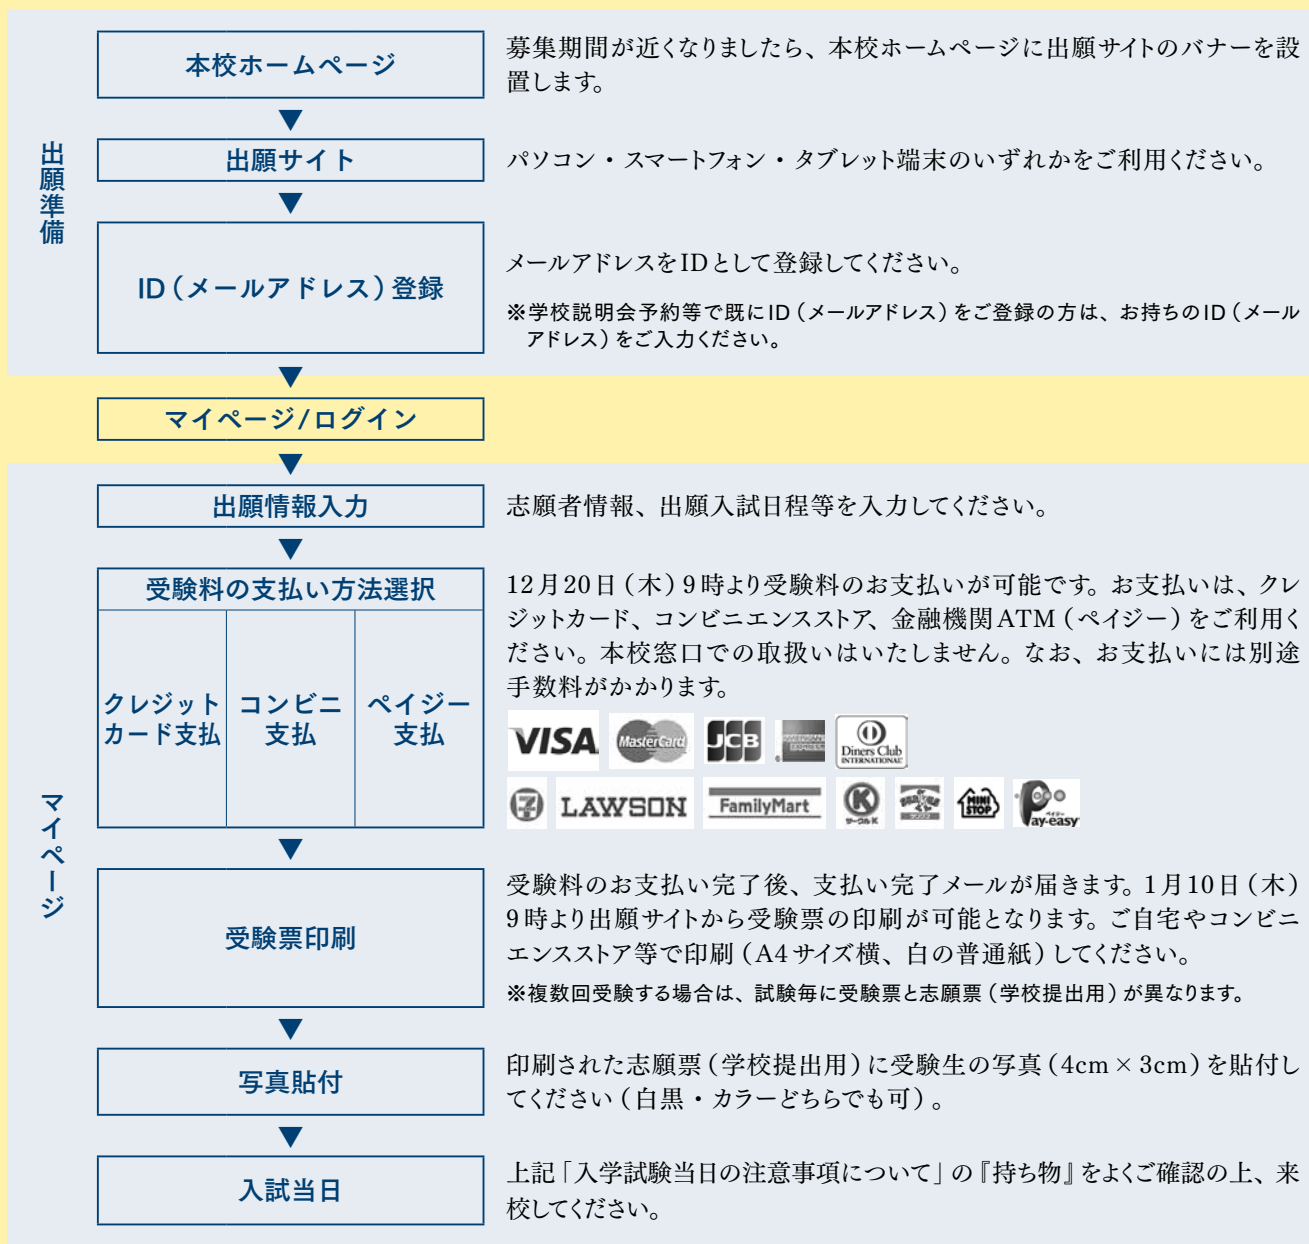 出願準備
本校ホームページ
募集期間が近くなりましたら、本校ホームページに出願サイトのバナーを設
置します。
▼
出願サイト
パソコン・スマートフォン・タブレット端末のいずれかをご利用ください。
▼
ID(メールアドレス)登録
メールアドレスをIDとして登録してください。
※学校説明会予約等で既にID(メールアドレス)をご登録の方は、お持ちのID(メール
アドレス)をご入力ください。
▼
マイページ/ログイン
▼
マイページ
出願情報入力
志願者情報、出願入試日程等を入力してください。
▼
受験料の支払い方法選択
クレジット
カード支払
コンビニ
支払
ペイジー
支払
12月20日(木)9時より受験料のお支払いが可能です。お支払いは、クレ
ジットカード、コンビニエンスストア、金融機関ATM(ペイジー)をご利用く
ださい。本校窓口での取扱いはいたしません。なお、お支払いには別途
手数料がかかります。
VISA MasterCard JCB AMERICAN EXPRESS Diners Club INTERNATIONAL
7 LAWSON FamilyMart K サークルK サンクス MINI STOP ペイジー Pay-easy
▼
受験票印刷
受験料のお支払い完了後、支払い完了メールが届きます。1月10日(木)
9時より出願サイトから受験票の印刷が可能となります。ご自宅やコンビニ
エンスストア等で印刷(A4サイズ横、白の普通紙)してください。
※複数回受験する場合は、試験毎に受験票と志願票(学校提出用)が異なります。
▼
写真貼付
印刷された志願票(学校提出用)に受験生の写真(4cm×3cm)を貼付し
てください(白黒・カラーどちらでも可)。
▼
入試当日
上記「入学試験当日の注意事項について」の『持ち物』をよくご確認の上、来
校してください。